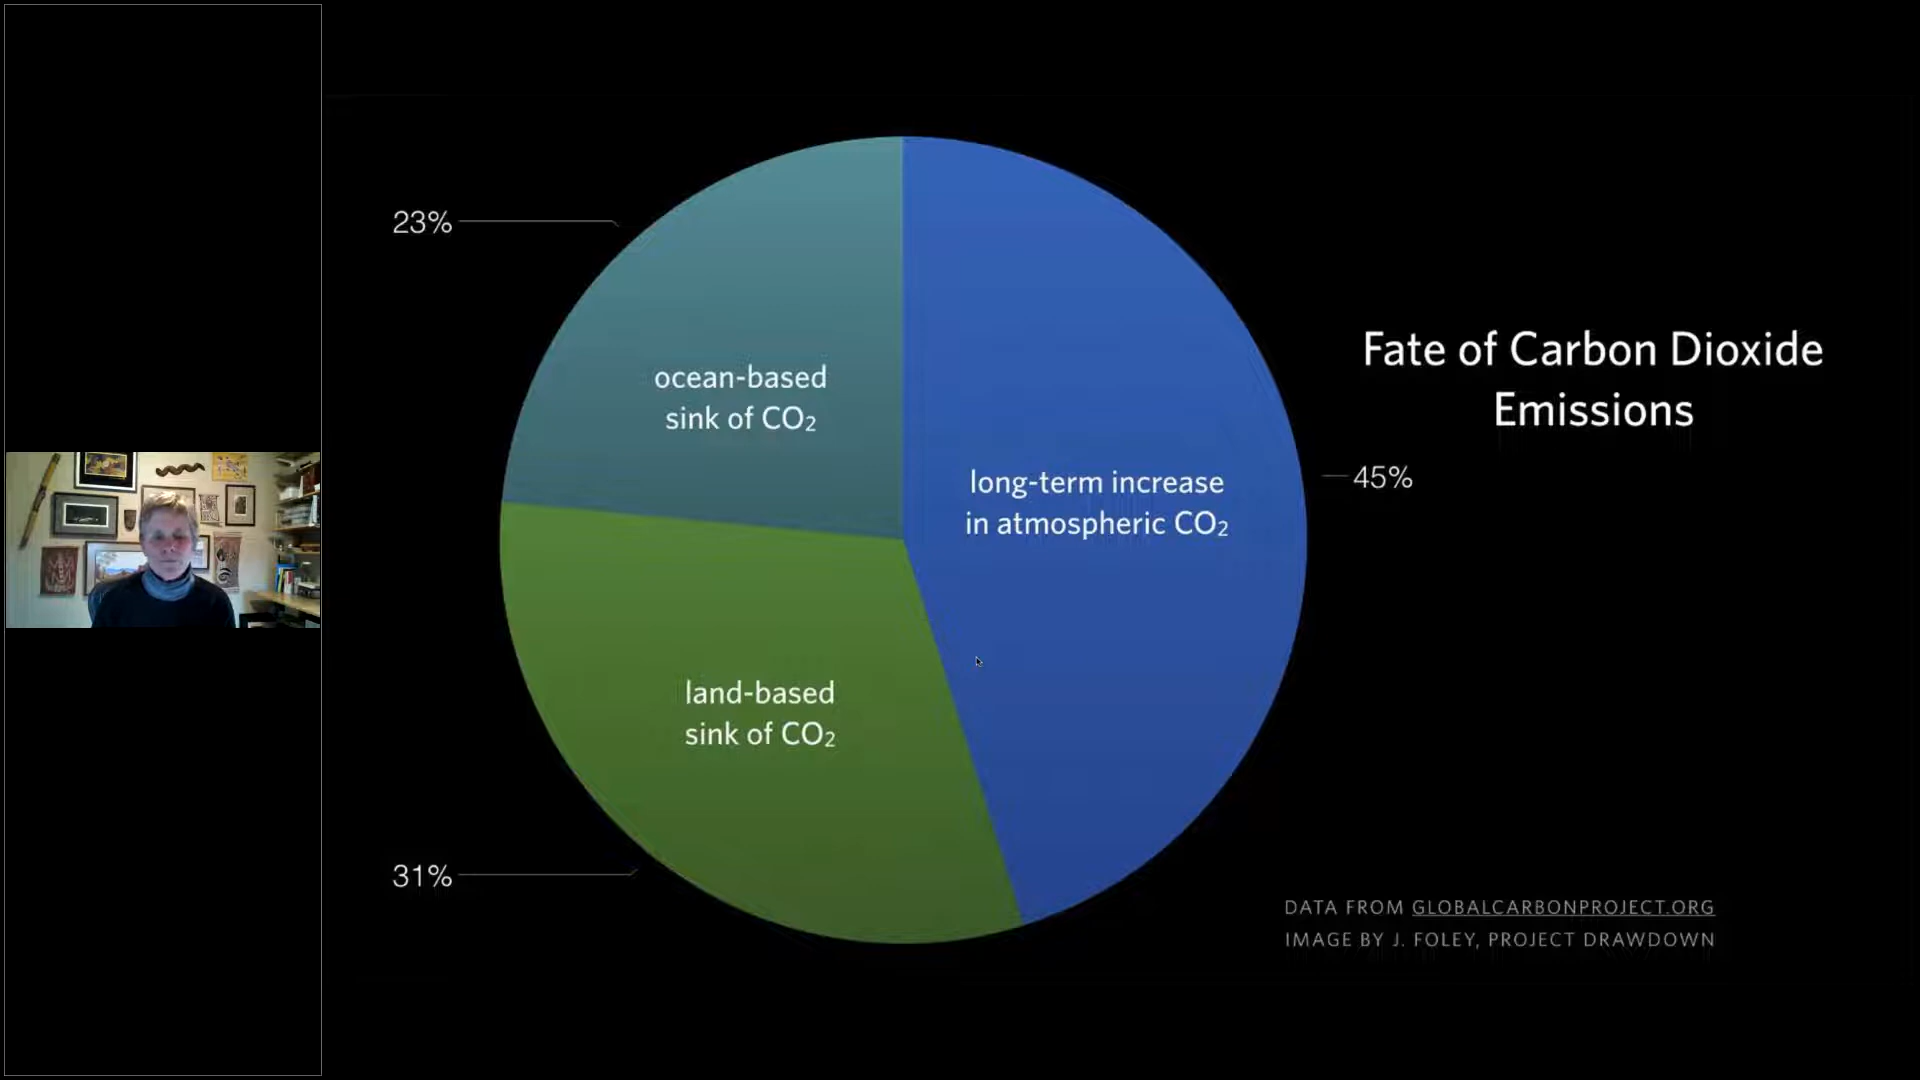 23%
ocean-based
sink of CO₂
Fate of Carbon Dioxide
Emissions
long-term increase
in atmospheric CO₂
45%
land-based
sink of CO₂
31%
DATA FROM GLOBALCARBONPROJECT.ORG
IMAGE BY J. FOLEY, PROJECT DRAWDOWN